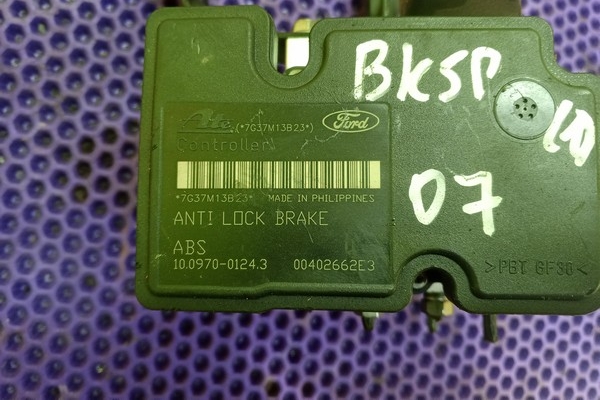 BK5P
Ate (*7G37M13B23*) Ford
Controller
*7G37M13B23* MADE IN PHILIPPINES
07
ANTI LOCK BRAKE
ABS
10.0970-0124.3 00402662E3
>PBT GF30<